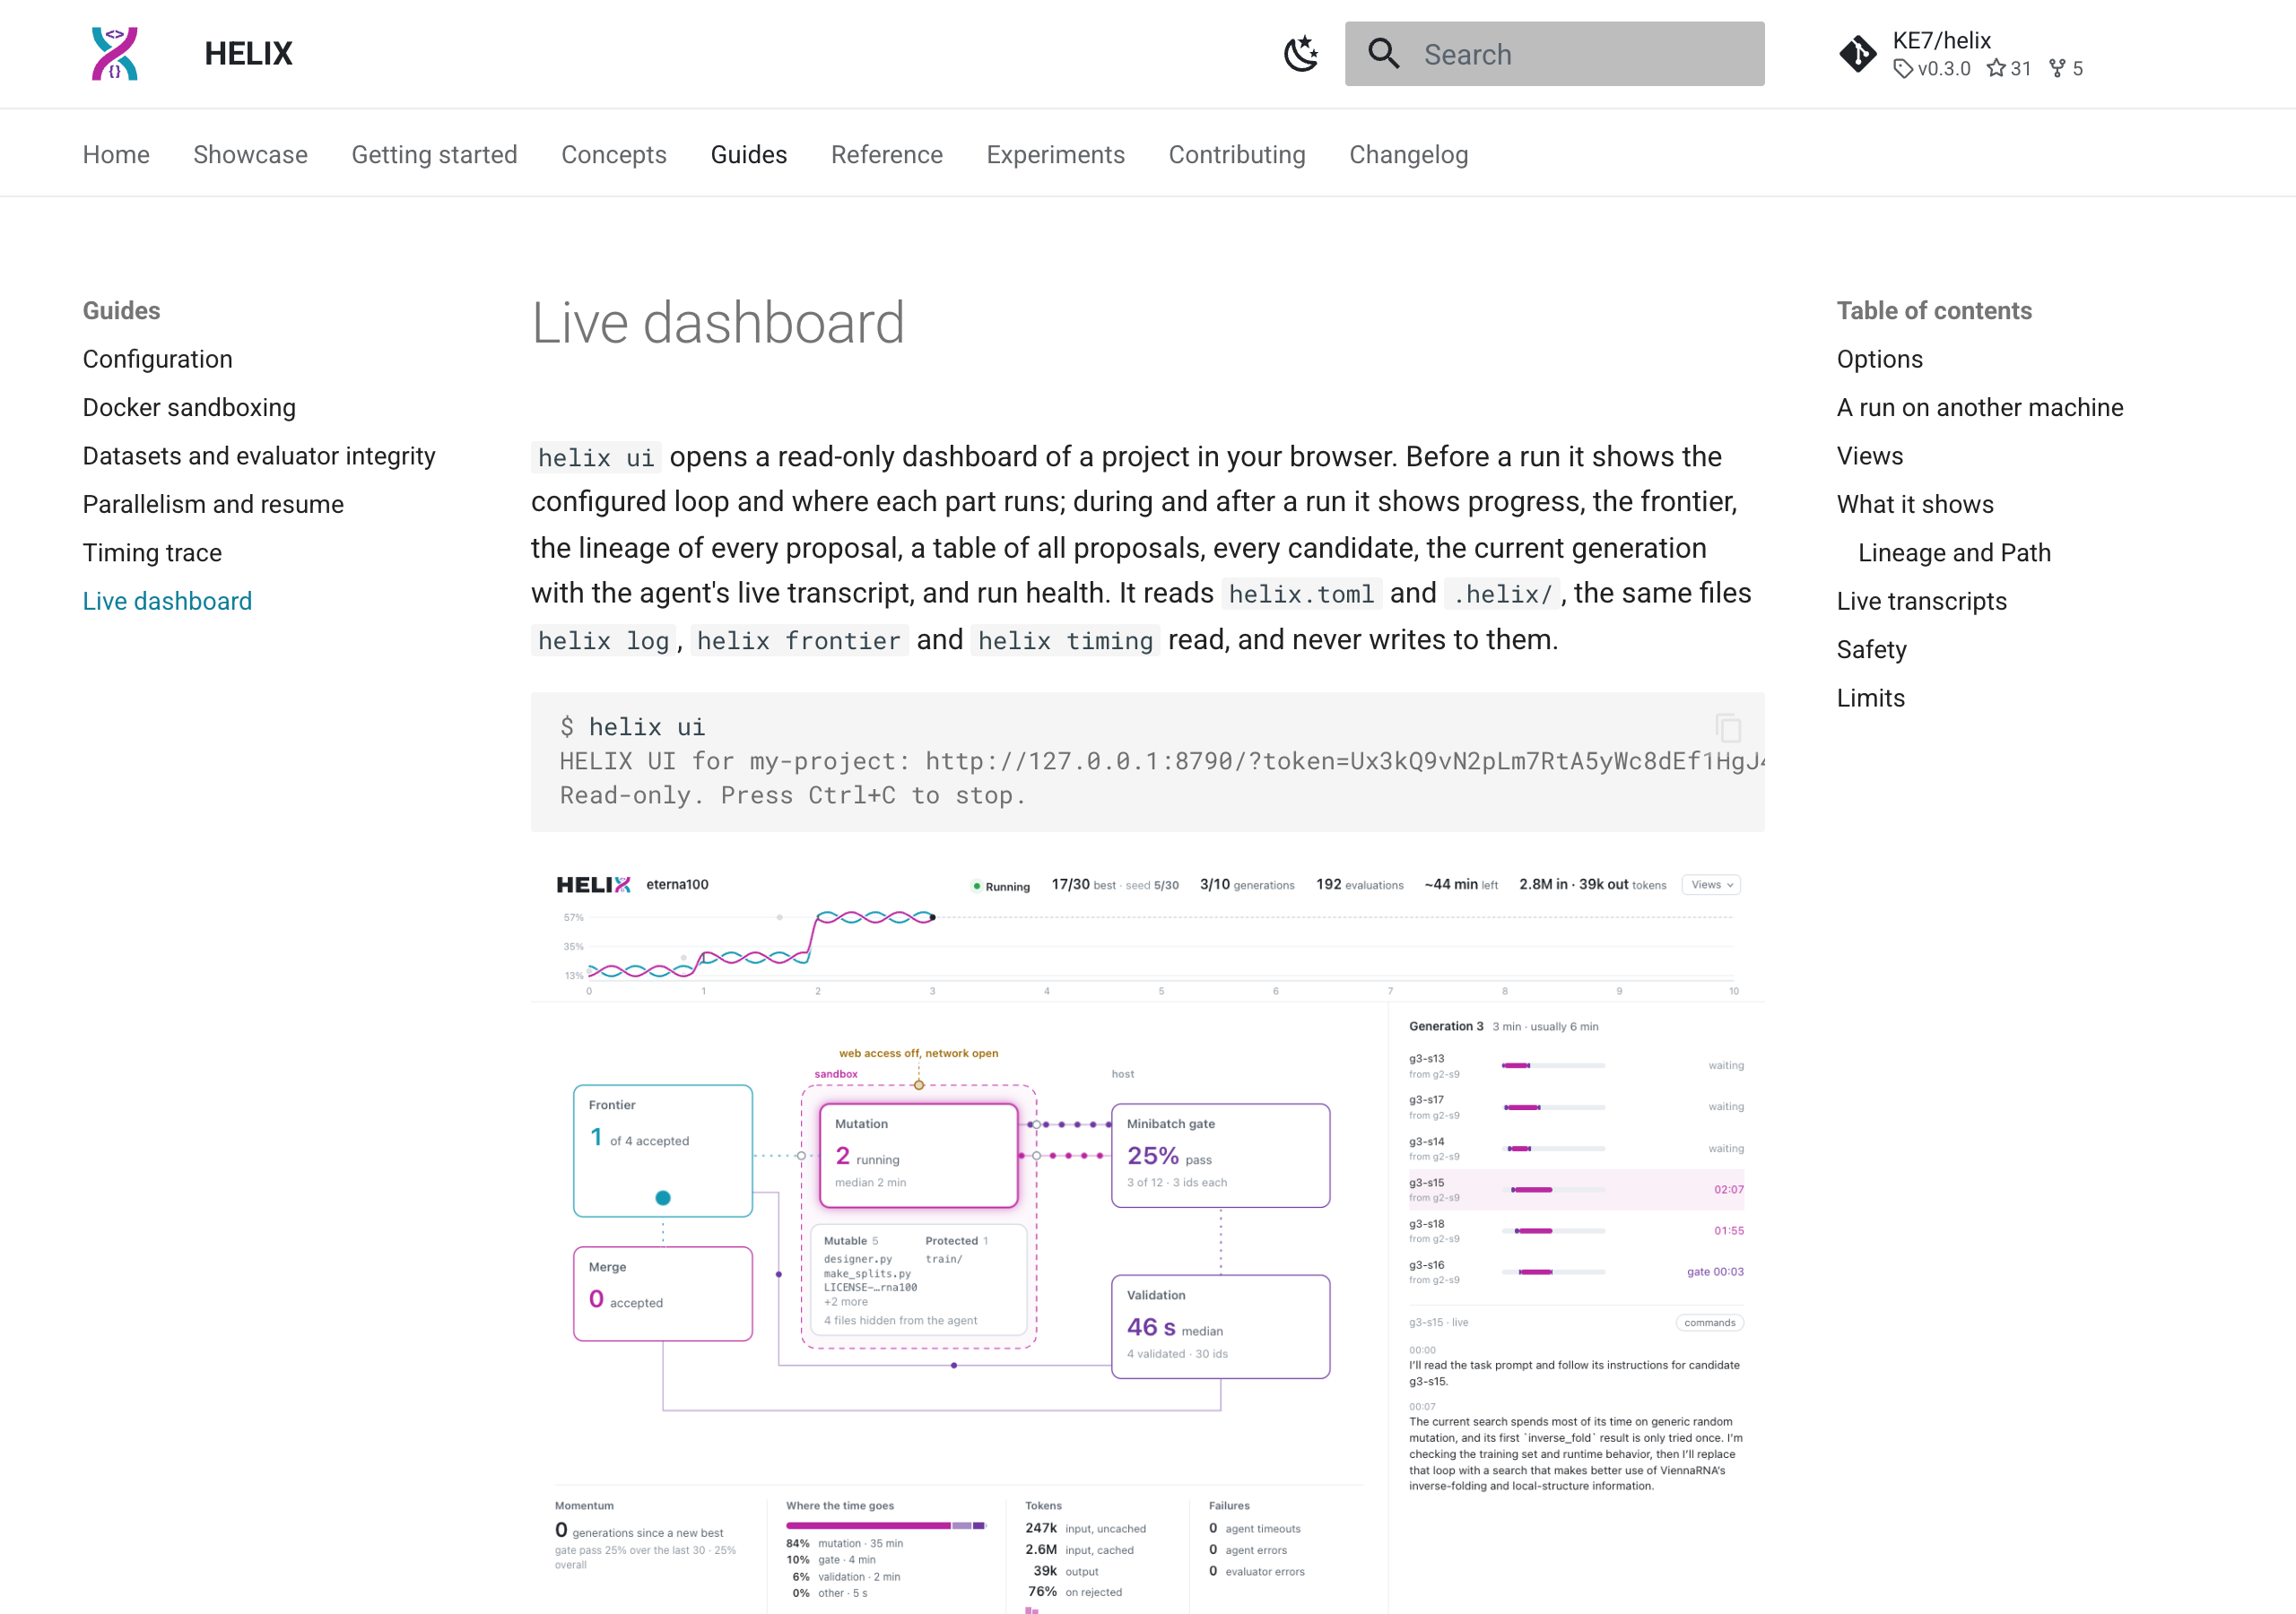 HELIX
Search
KE7/helix
v0.3.0 31 5
Home Showcase Getting started Concepts Guides Reference Experiments Contributing Changelog
Guides
Configuration
Docker sandboxing
Datasets and evaluator integrity
Parallelism and resume
Timing trace
Live dashboard
Live dashboard
helix ui opens a read-only dashboard of a project in your browser. Before a run it shows the
configured loop and where each part runs; during and after a run it shows progress, the frontier,
the lineage of every proposal, a table of all proposals, every candidate, the current generation
with the agent's live transcript, and run health. It reads helix.toml and .helix/, the same files
helix log, helix frontier and helix timing read, and never writes to them.
$ helix ui
HELIX UI for my-project: http://127.0.0.1:8790/?token=Ux3kQ9vN2pLm7RtA5yWc8dEf1HgJ4
Read-only. Press Ctrl+C to stop.
HELIX eterna100
Running 17/30 best · seed 5/30 3/10 generations 192 evaluations ~44 min left 2.8M in · 39k out tokens Views
57%
35%
13%
0 1 2 3 4 5 6 7 8 9 10
web access off, network open
sandbox host
Frontier
1 of 4 accepted
Merge
0 accepted
Mutation
2 running
median 2 min
Mutable 5 Protected 1
designer.py train/
make_splits.py
LICENSE-…rna100
+2 more
4 files hidden from the agent
Minibatch gate
25% pass
3 of 12 · 3 ids each
Validation
46 s median
4 validated · 30 ids
Generation 3 3 min · usually 6 min
g3-s13 waiting
from g2-s9
g3-s17 waiting
from g2-s9
g3-s14 waiting
from g2-s9
g3-s15 02:07
from g2-s9
g3-s18 01:55
from g2-s9
g3-s16 gate 00:03
from g2-s9
g3-s15 · live commands
00:00
I'll read the task prompt and follow its instructions for candidate
g3-s15.
00:07
The current search spends most of its time on generic random
mutation, and its first `inverse_fold` result is only tried once. I'm
checking the training set and runtime behavior, then I'll replace
that loop with a search that makes better use of ViennaRNA's
inverse-folding and local-structure information.
Momentum
0 generations since a new best
gate pass 25% over the last 30 · 25%
overall
Where the time goes
84% mutation · 35 min
10% gate · 4 min
6% validation · 2 min
0% other · 5 s
Tokens
247k input, uncached
2.6M input, cached
39k output
76% on rejected
Failures
0 agent timeouts
0 agent errors
0 evaluator errors
Table of contents
Options
A run on another machine
Views
What it shows
Lineage and Path
Live transcripts
Safety
Limits